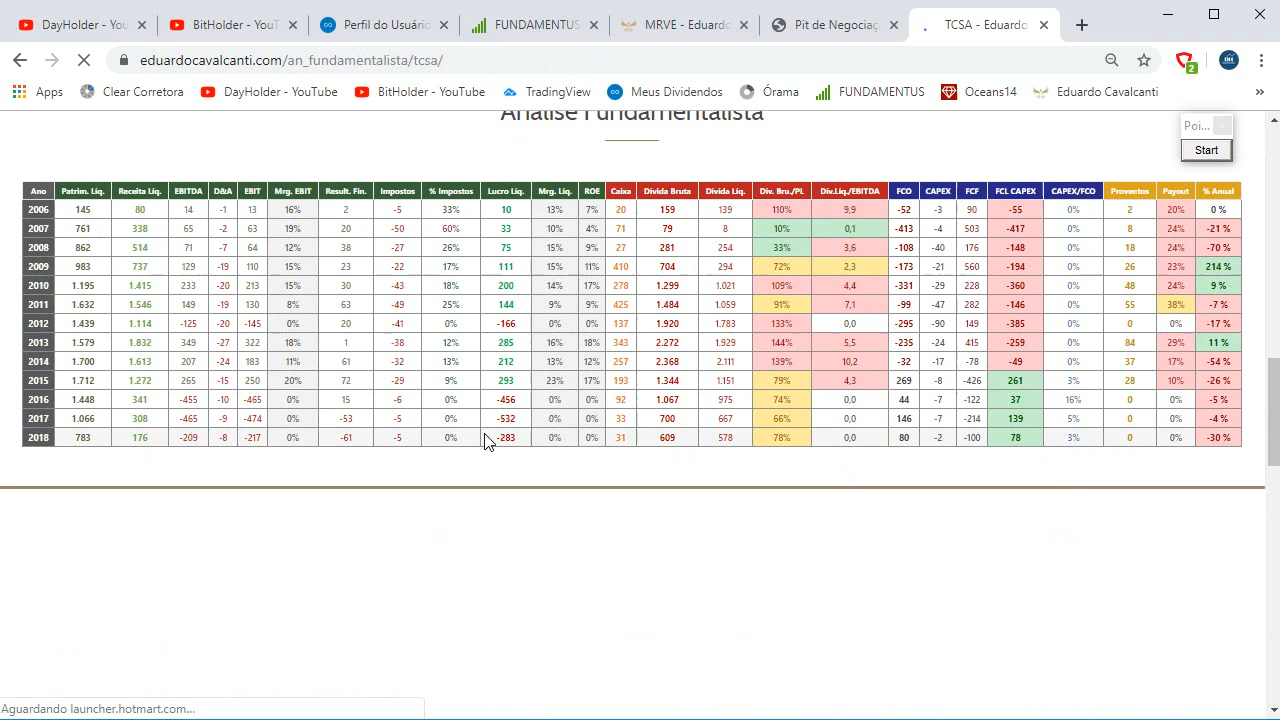 DayHolder - You
BitHolder - YouT
Perfil do Usuári
FUNDAMENTUS
MRVE - Eduardo
Pit de Negociaçã
TCSA - Eduardo
eduardocavalcanti.com/an_fundamentalista/tcsa/
2
Apps
Clear Corretora
DayHolder - YouTube
BitHolder - YouTube
TradingView
Meus Dividendos
Órama
FUNDAMENTUS
Oceans14
Eduardo Cavalcanti
»
Análise Fundamentalista
Poi...
Start
Ano Patrim. Líq. Receita Líq. EBITDA D&A EBIT Mrg. EBIT Result. Fin. Impostos % Impostos Lucro Líq. Mrg. Líq. ROE Caixa Dívida Bruta Dívida Líq. Div. Bru./PL Div.Líq./EBITDA FCO CAPEX FCF FCL CAPEX CAPEX/FCO Proventos Payout % Anual
2006 145 80 14 -1 13 16% 2 -5 33% 10 13% 7% 20 159 139 110% 9,9 -52 -3 90 -55 0% 2 20% 0 %
2007 761 338 65 -2 63 19% 20 -50 60% 33 10% 4% 71 79 8 10% 0,1 -413 -4 503 -417 0% 8 24% -21 %
2008 862 514 71 -7 64 12% 38 -27 26% 75 15% 9% 27 281 254 33% 3,6 -108 -40 176 -148 0% 18 24% -70 %
2009 983 737 129 -19 110 15% 23 -22 17% 111 15% 11% 410 704 294 72% 2,3 -173 -21 560 -194 0% 26 23% 214 %
2010 1.195 1.415 233 -20 213 15% 30 -43 18% 200 14% 17% 278 1.299 1.021 109% 4,4 -331 -29 228 -360 0% 48 24% 9 %
2011 1.632 1.546 149 -19 130 8% 63 -49 25% 144 9% 9% 425 1.484 1.059 91% 7,1 -99 -47 282 -146 0% 55 38% -7 %
2012 1.439 1.114 -125 -20 -145 0% 20 -41 0% -166 0% 0% 137 1.920 1.783 133% 0,0 -295 -90 149 -385 0% 0 0% -17 %
2013 1.579 1.832 349 -27 322 18% 1 -38 12% 285 16% 18% 343 2.272 1.929 144% 5,5 -235 -24 415 -259 0% 84 29% 11 %
2014 1.700 1.613 207 -24 183 11% 61 -32 13% 212 13% 12% 257 2.368 2.111 139% 10,2 -32 -17 -78 -49 0% 37 17% -54 %
2015 1.712 1.272 265 -15 250 20% 72 -29 9% 293 23% 17% 193 1.344 1.151 79% 4,3 269 -8 -426 261 3% 28 10% -26 %
2016 1.448 341 -455 -10 -465 0% 15 -6 0% -456 0% 0% 92 1.067 975 74% 0,0 44 -7 -122 37 16% 0 0% -5 %
2017 1.066 308 -465 -9 -474 0% -53 -5 0% -532 0% 0% 33 700 667 66% 0,0 146 -7 -214 139 5% 0 0% -4 %
2018 783 176 -209 -8 -217 0% -61 -5 0% -283 0% 0% 31 609 578 78% 0,0 80 -2 -100 78 3% 0 0% -30 %
Aguardando launcher.hotmart.com...